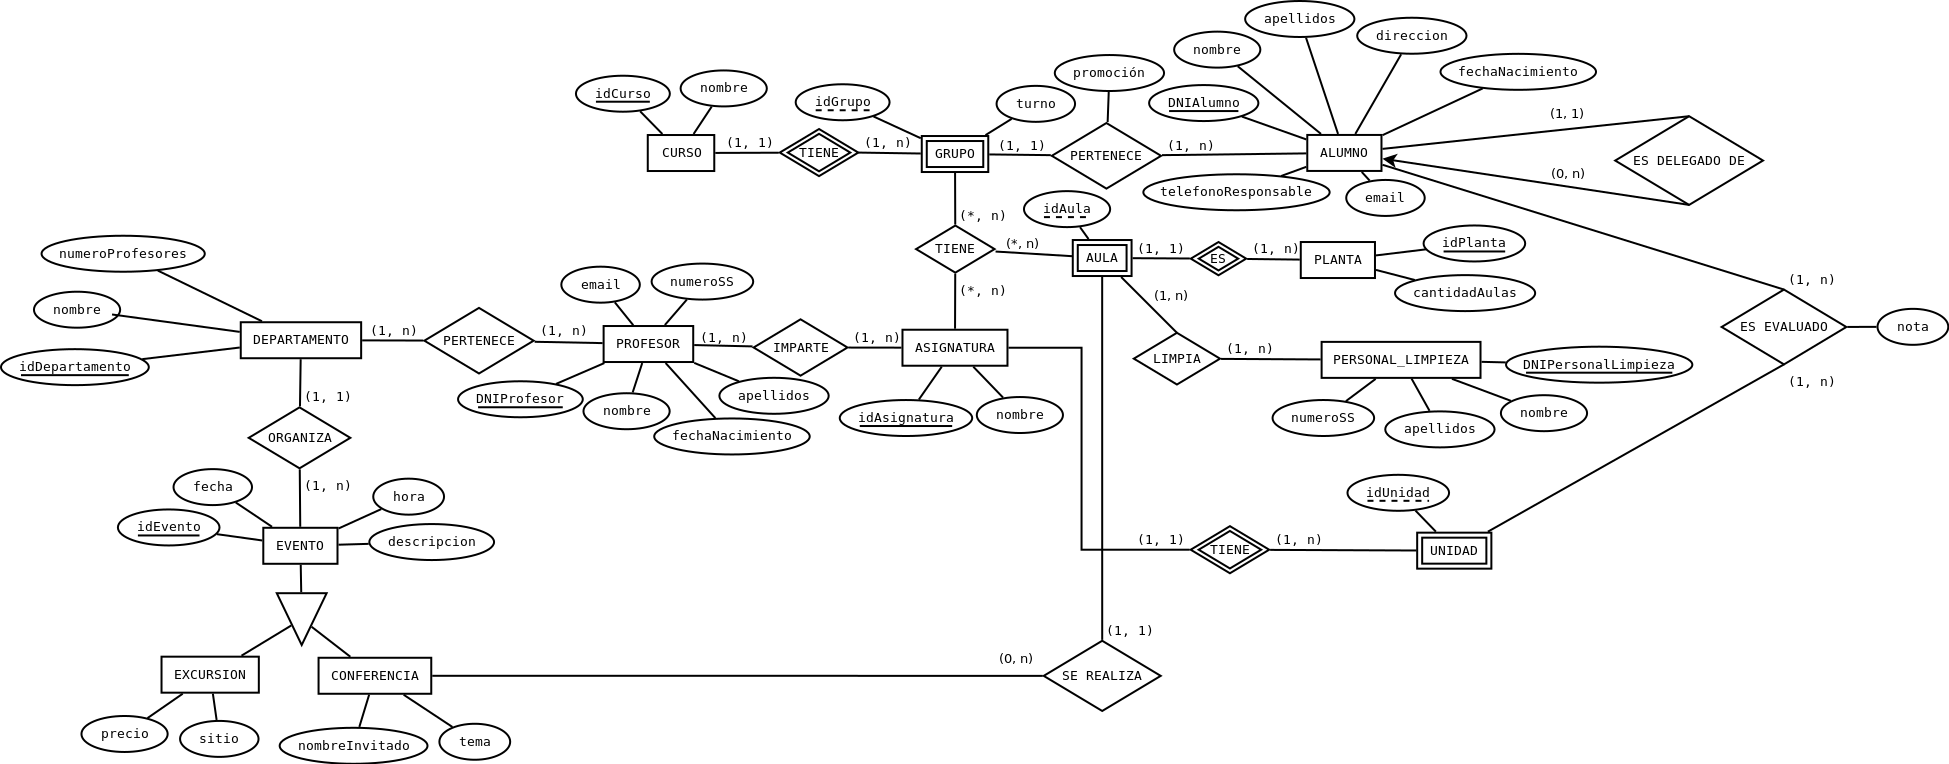 apellidos
direccion
nombre
fechaNacimiento
promoción
idCurso
nombre
idGrupo
turno
DNIAlumno
(1, 1)
(1, n)
(1, 1)
(1, n)
CURSO
TIENE
GRUPO
PERTENECE
ALUMNO
ES DELEGADO DE
(0, n)
telefonoResponsable
email
idAula
(*, n)
(*, n)
TIENE
(1, 1)
(1, n)
idPlanta
AULA
ES
PLANTA
cantidadAulas
(*, n)
(1, n)
(1, n)
numeroProfesores
nombre
email
numeroSS
(1, n)
(1, n)
(1, n)
(1, n)
DEPARTAMENTO
PERTENECE
PROFESOR
IMPARTE
ASIGNATURA
LIMPIA
(1, n)
PERSONAL_LIMPIEZA
DNIPersonalLimpieza
ES EVALUADO
nota
(1, n)
idDepartamento
(1, 1)
DNIProfesor
nombre
apellidos
fechaNacimiento
idAsignatura
nombre
numeroSS
apellidos
nombre
ORGANIZA
(1, n)
fecha
hora
idEvento
descripcion
EVENTO
idUnidad
(1, 1)
(1, n)
TIENE
UNIDAD
(1, 1)
(0, n)
EXCURSION
CONFERENCIA
SE REALIZA
precio
sitio
nombreInvitado
tema
(1, 1)